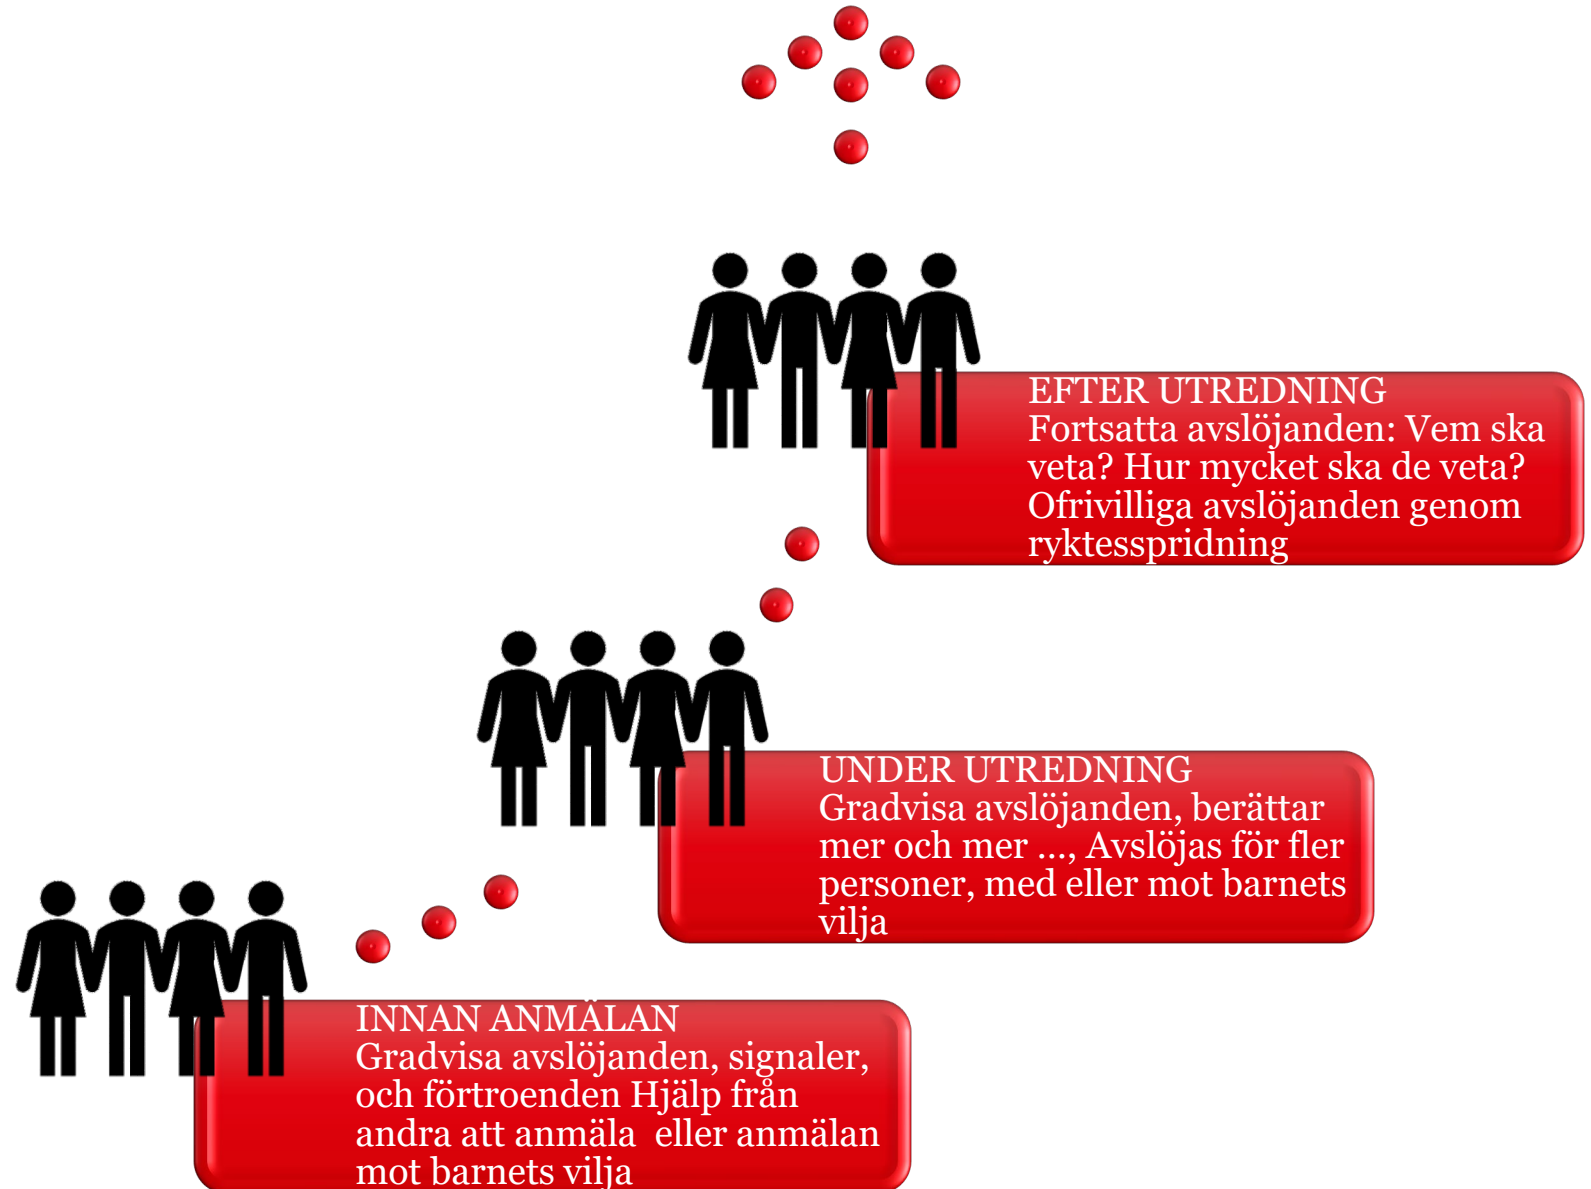 EFTER UTREDNING
Fortsatta avslöjanden: Vem ska
veta? Hur mycket ska de veta?
Ofrivilliga avslöjanden genom
ryktesspridning
UNDER UTREDNING
Gradvisa avslöjanden, berättar
mer och mer ..., Avslöjas för fler
personer, med eller mot barnets
vilja
INNAN ANMÄLAN
Gradvisa avslöjanden, signaler,
och förtroenden Hjälp från
andra att anmäla  eller anmälan
mot barnets vilja